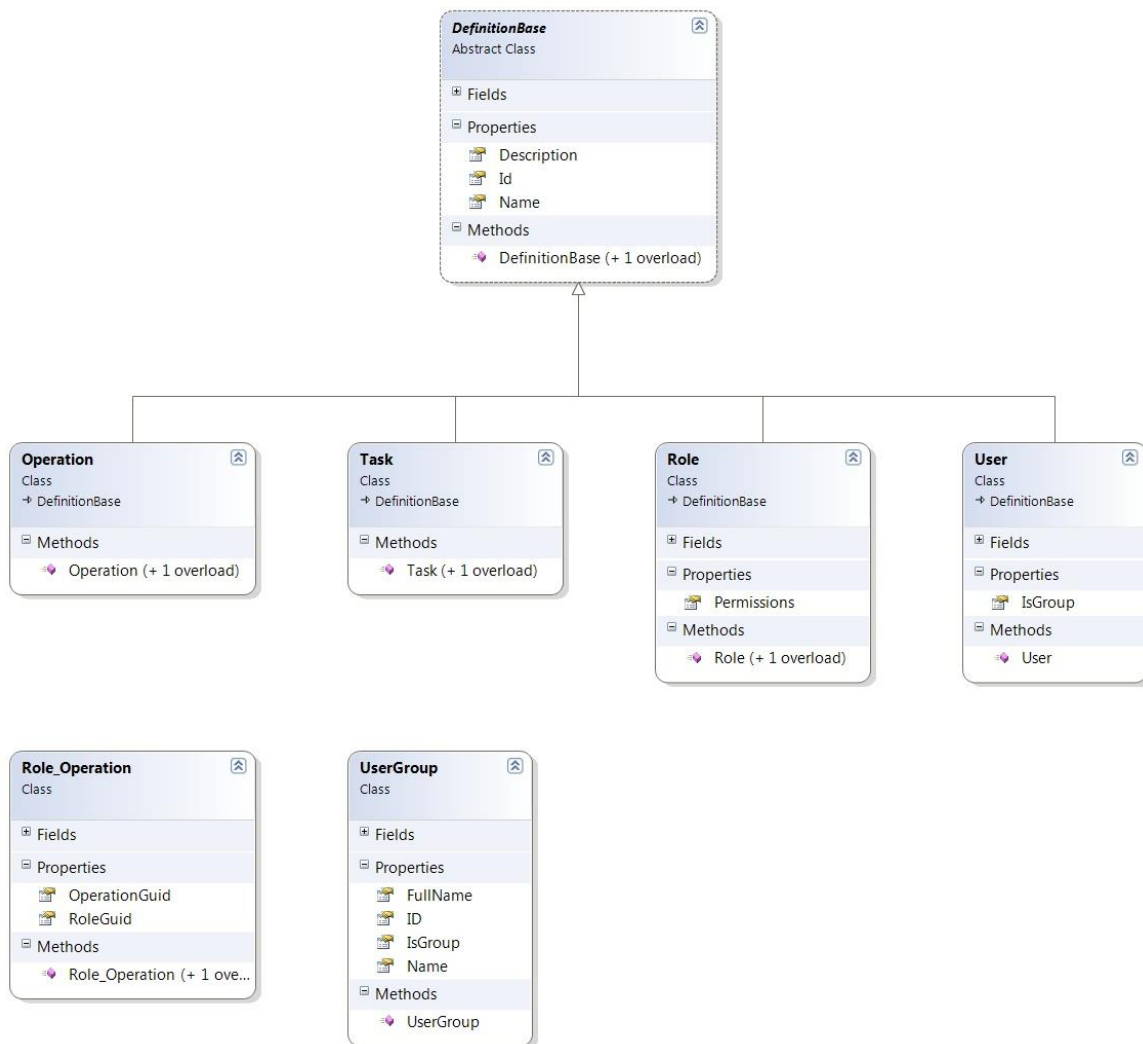 DefinitionBase
Abstract Class
Fields
Properties
Description
Id
Name
Methods
DefinitionBase (+ 1 overload)
Operation
Class
DefinitionBase
Methods
Operation (+ 1 overload)
Task
Class
DefinitionBase
Methods
Task (+ 1 overload)
Role
Class
DefinitionBase
Fields
Properties
Permissions
Methods
Role (+ 1 overload)
User
Class
DefinitionBase
Fields
Properties
IsGroup
Methods
User
Role_Operation
Class
Fields
Properties
OperationGuid
RoleGuid
Methods
Role_Operation (+ 1 ove...
UserGroup
Class
Fields
Properties
FullName
ID
IsGroup
Name
Methods
UserGroup